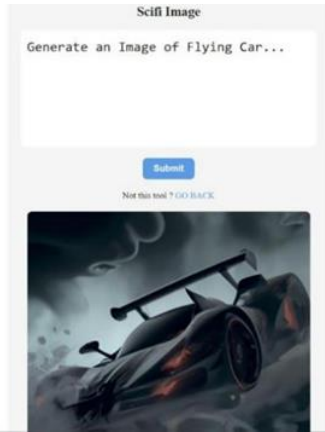 Scifi Image
Generate an Image of Flying Car...
Submit
Not this tool ? GO BACK